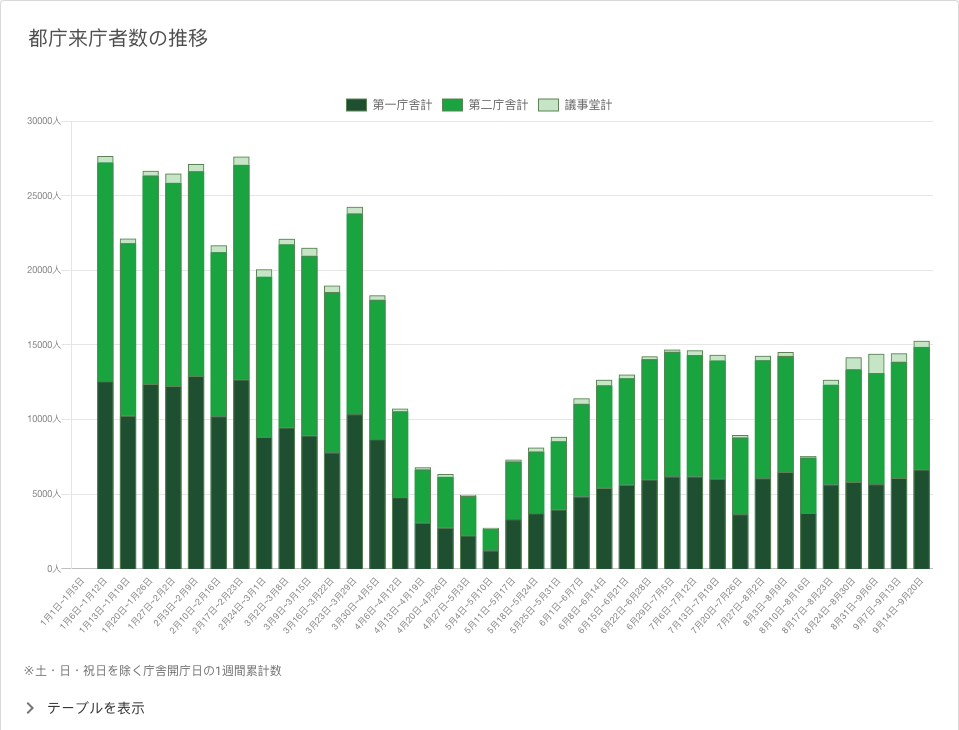 都庁来庁者数の推移
第一庁舎計 第二庁舎計 議事堂計
30000人
25000人
20000人
15000人
10000人
5000人
0人
1月1日~1月5日
1月6日~1月12日
1月13日~1月19日
1月20日~1月26日
1月27日~2月2日
2月3日~2月9日
2月10日~2月16日
2月17日~2月23日
2月24日~3月1日
3月2日~3月8日
3月9日~3月15日
3月16日~3月22日
3月23日~3月29日
3月30日~4月5日
4月6日~4月12日
4月13日~4月19日
4月20日~4月26日
4月27日~5月3日
5月4日~5月10日
5月11日~5月17日
5月18日~5月24日
5月25日~5月31日
6月1日~6月7日
6月8日~6月14日
6月15日~6月21日
6月22日~6月28日
6月29日~7月5日
7月6日~7月12日
7月13日~7月19日
7月20日~7月26日
7月27日~8月2日
8月3日~8月9日
8月10日~8月16日
8月17日~8月23日
8月24日~8月30日
8月31日~9月6日
9月7日~9月13日
9月14日~9月20日
※土・日・祝日を除く庁舎開庁日の1週間累計数
テーブルを表示